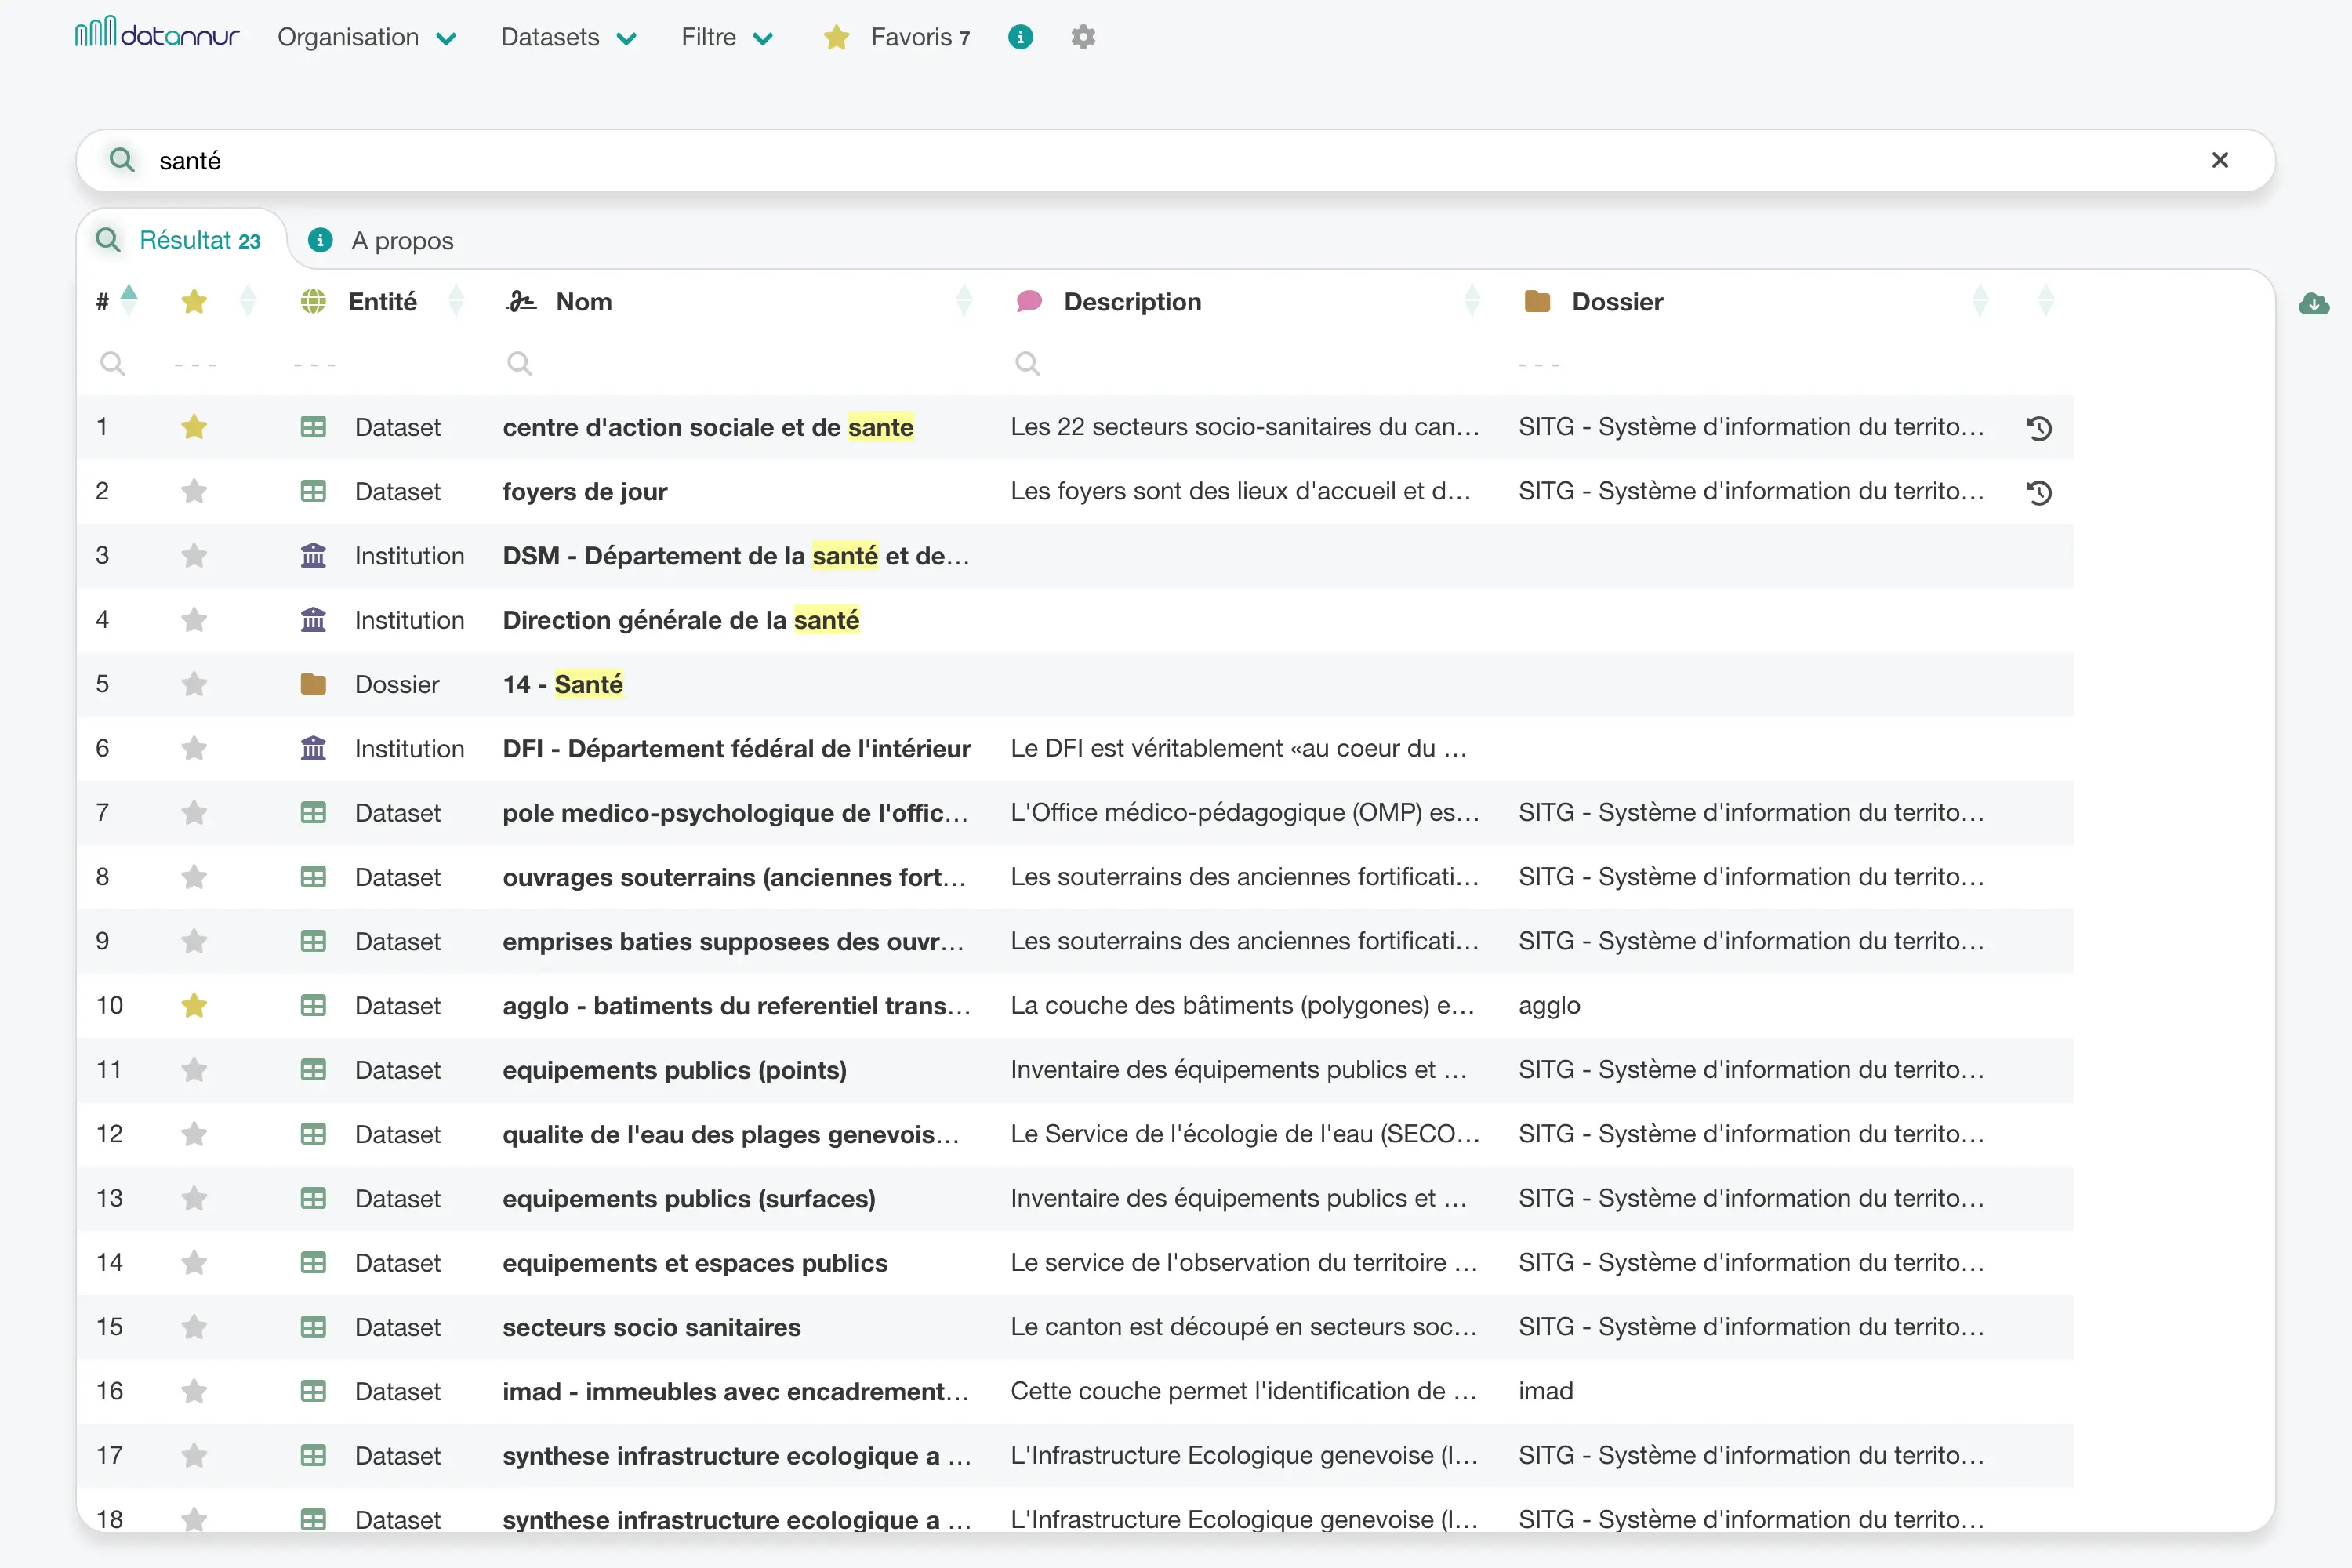 datannur Organisation Datasets Filtre Favoris 7
santé
Résultat 23 A propos
# Entité Nom Description Dossier
--- --- ---
1 Dataset centre d'action sociale et de sante Les 22 secteurs socio-sanitaires du can... SITG - Système d'information du territo...
2 Dataset foyers de jour Les foyers sont des lieux d'accueil et d... SITG - Système d'information du territo...
3 Institution DSM - Département de la santé et de...
4 Institution Direction générale de la santé
5 Dossier 14 - Santé
6 Institution DFI - Département fédéral de l'intérieur Le DFI est véritablement «au coeur du ...
7 Dataset pole medico-psychologique de l'offic... L'Office médico-pédagogique (OMP) es... SITG - Système d'information du territo...
8 Dataset ouvrages souterrains (anciennes fort... Les souterrains des anciennes fortificati... SITG - Système d'information du territo...
9 Dataset emprises baties supposees des ouvr... Les souterrains des anciennes fortificati... SITG - Système d'information du territo...
10 Dataset agglo - batiments du referentiel trans... La couche des bâtiments (polygones) e... agglo
11 Dataset equipements publics (points) Inventaire des équipements publics et ... SITG - Système d'information du territo...
12 Dataset qualite de l'eau des plages genevois... Le Service de l'écologie de l'eau (SECO... SITG - Système d'information du territo...
13 Dataset equipements publics (surfaces) Inventaire des équipements publics et ... SITG - Système d'information du territo...
14 Dataset equipements et espaces publics Le service de l'observation du territoire ... SITG - Système d'information du territo...
15 Dataset secteurs socio sanitaires Le canton est découpé en secteurs soc... SITG - Système d'information du territo...
16 Dataset imad - immeubles avec encadrement... Cette couche permet l'identification de ... imad
17 Dataset synthese infrastructure ecologique a ... L'Infrastructure Ecologique genevoise (I... SITG - Système d'information du territo...
18 Dataset synthese infrastructure ecologique a ... L'Infrastructure Ecologique genevoise (I... SITG - Système d'information du territo...